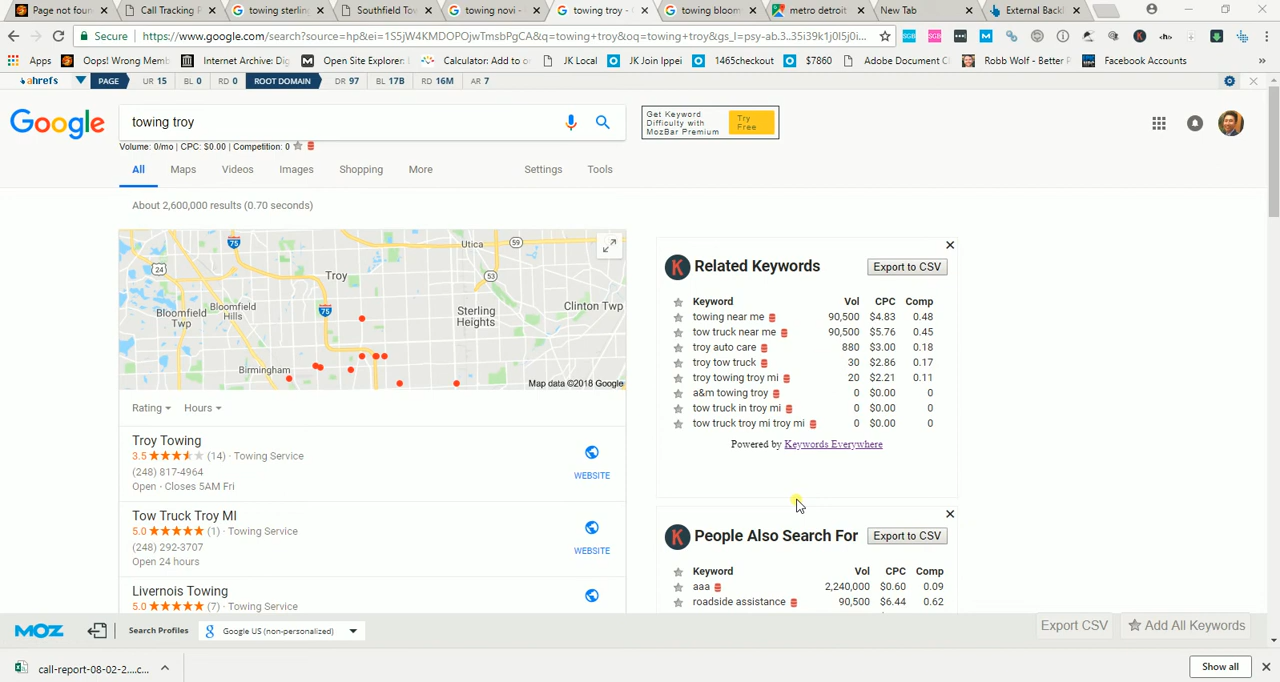 Page not foun
Call Tracking R
towing sterlin
Southfield Tow
towing novi -
towing troy -
towing bloom
metro detroit
New Tab
External Backl
Secure
https://www.google.com/search?source=hp&ei=1S5jW4KMDOPOjwTmsbPgCA&q=towing+troy&oq=towing+troy&gs_l=psy-ab.3..35i39k1j0l5j0i...
Apps
Oops! Wrong Memb
Internet Archive: Dig
Open Site Explorer:
Calculator: Add to o
JK Local
JK Join Ippei
1465checkout
$7860
Adobe Document C
Robb Wolf - Better P
Facebook Accounts
ahrefs
PAGE
UR 15
BL 0
RD 0
ROOT DOMAIN
DR 97
BL 17B
RD 16M
AR 7
Google
towing troy
Get Keyword
Difficulty with
MozBar Premium
Try
Free
Volume: 0/mo | CPC: $0.00 | Competition: 0
All
Maps
Videos
Images
Shopping
More
Settings
Tools
About 2,600,000 results (0.70 seconds)
Utica
59
75
24
Troy
53
Bloomfield
Twp
Bloomfield
Hills
75
Sterling
Heights
Clinton Twp
Birmingham
Map data ©2018 Google
Rating
Hours
Troy Towing
3.5 (14) · Towing Service
(248) 817-4964
Open · Closes 5AM Fri
WEBSITE
Tow Truck Troy MI
5.0 (1) · Towing Service
(248) 292-3707
Open 24 hours
WEBSITE
Livernois Towing
5.0 (7) · Towing Service
K Related Keywords
Export to CSV
Keyword Vol CPC Comp
towing near me 90,500 $4.83 0.48
tow truck near me 90,500 $5.76 0.45
troy auto care 880 $3.00 0.18
troy tow truck 30 $2.86 0.17
troy towing troy mi 20 $2.21 0.11
a&m towing troy 0 $0.00 0
tow truck in troy mi 0 $0.00 0
tow truck troy mi troy mi 0 $0.00 0
Powered by Keywords Everywhere
K People Also Search For
Export to CSV
Keyword Vol CPC Comp
aaa 2,240,000 $0.60 0.09
roadside assistance 90,500 $6.44 0.62
MOZ
Search Profiles
Google US (non-personalized)
Export CSV
Add All Keywords
call-report-08-02-2....c...
Show all